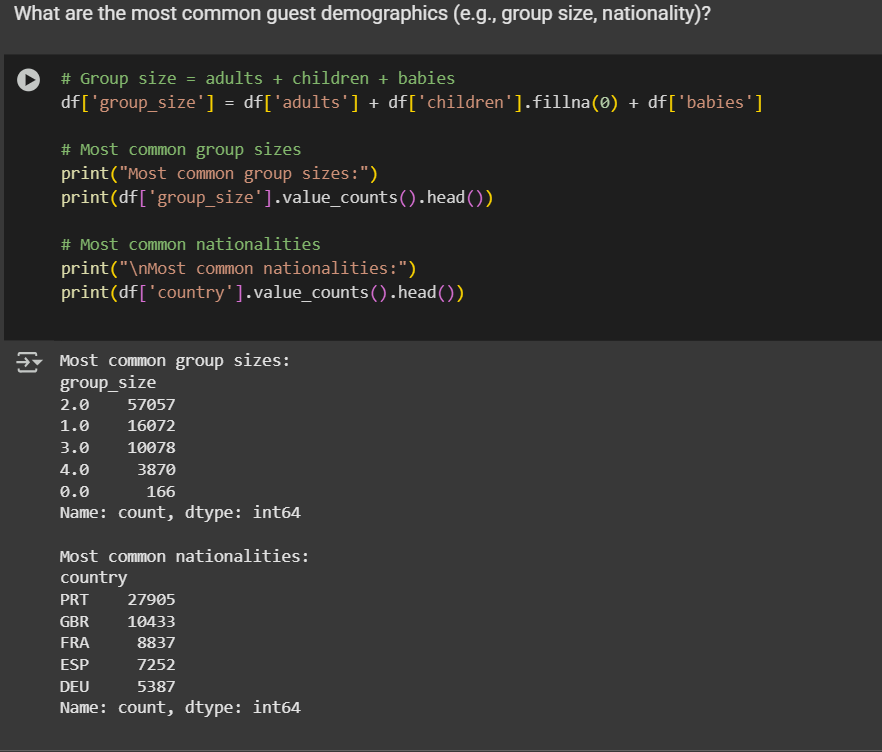 What are the most common guest demographics (e.g., group size, nationality)?
# Group size = adults + children + babies
df['group_size'] = df['adults'] + df['children'].fillna(0) + df['babies']
# Most common group sizes
print("Most common group sizes:")
print(df['group_size'].value_counts().head())
# Most common nationalities
print("\nMost common nationalities:")
print(df['country'].value_counts().head())
Most common group sizes:
group_size
2.0    57057
1.0    16072
3.0    10078
4.0     3870
0.0      166
Name: count, dtype: int64
Most common nationalities:
country
PRT    27905
GBR    10433
FRA     8837
ESP     7252
DEU     5387
Name: count, dtype: int64